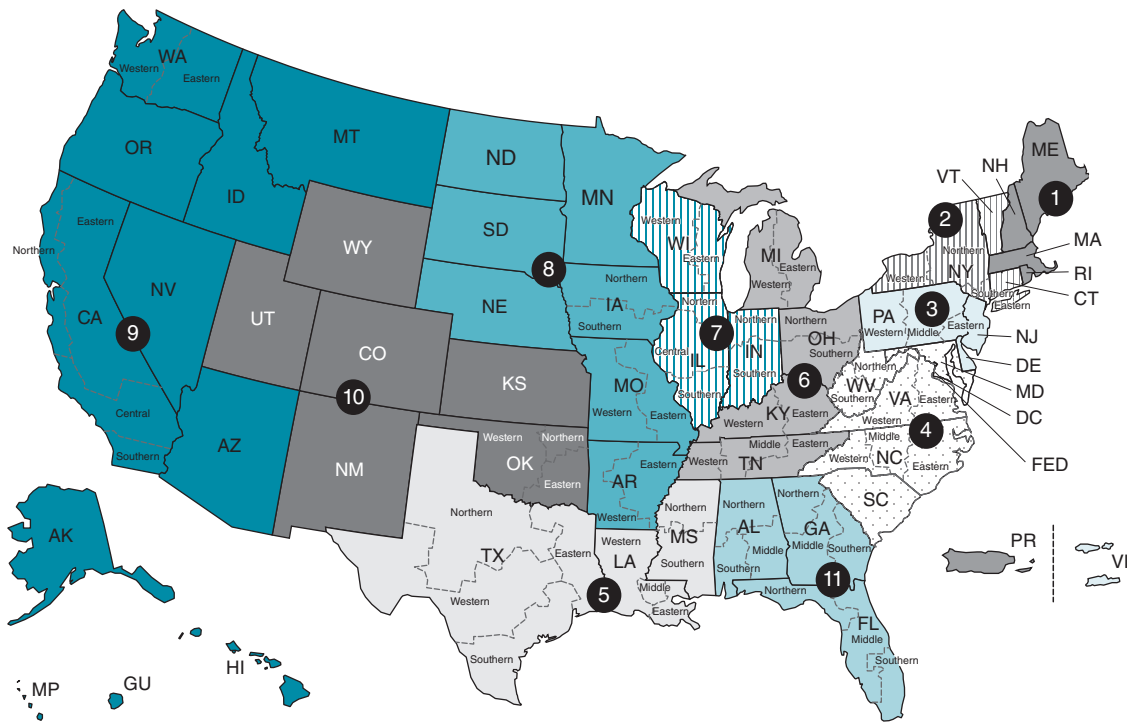 WA
Western
Eastern
MT
ND
MN
ME
NH
VT
1
2
OR
ID
MA
RI
CT
Northern
Western
NY
Southern
Eastern
SD
WY
8
Western
WI
Eastern
MI
Eastern
Western
3
PA
Western
Middle
Eastern
NJ
DE
MD
DC
FED
Eastern
Northern
NV
CA
9
Central
Southern
UT
CO
10
NE
Northern
IA
Southern
Nortern
7
Central
IL
Southern
Northern
IN
Southern
Northern
OH
Southern
6
Northern
WV
Southern
VA
Eastern
Western
4
KS
MO
Western
Eastern
KY
Western
Eastern
AZ
NM
Western
Northern
OK
Eastern
Eastern
AR
Western
Middle
Eastern
Western
TN
Middle
Western
NC
Eastern
SC
AK
Northern
TX
Eastern
Western
Southern
Western
LA
Middle
Eastern
5
Northern
MS
Southern
Northern
AL
Middle
Southern
Northern
GA
Middle
Southern
11
Northern
FL
Middle
Southern
PR
VI
HI
GU
MP